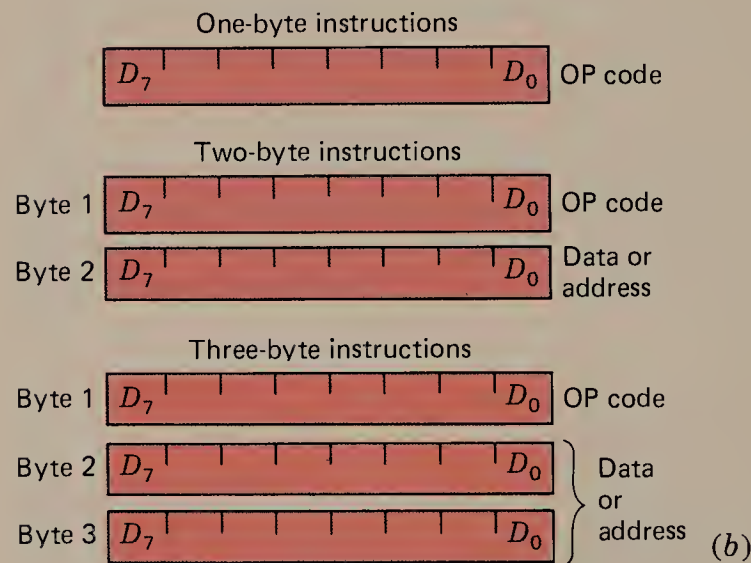 One-byte instructions
D₇ D₀ OP code
Two-byte instructions
Byte 1 D₇ D₀ OP code
Byte 2 D₇ D₀ Data or address
Three-byte instructions
Byte 1 D₇ D₀ OP code
Byte 2 D₇ D₀
Data
or
address
Byte 3 D₇ D₀
(b)